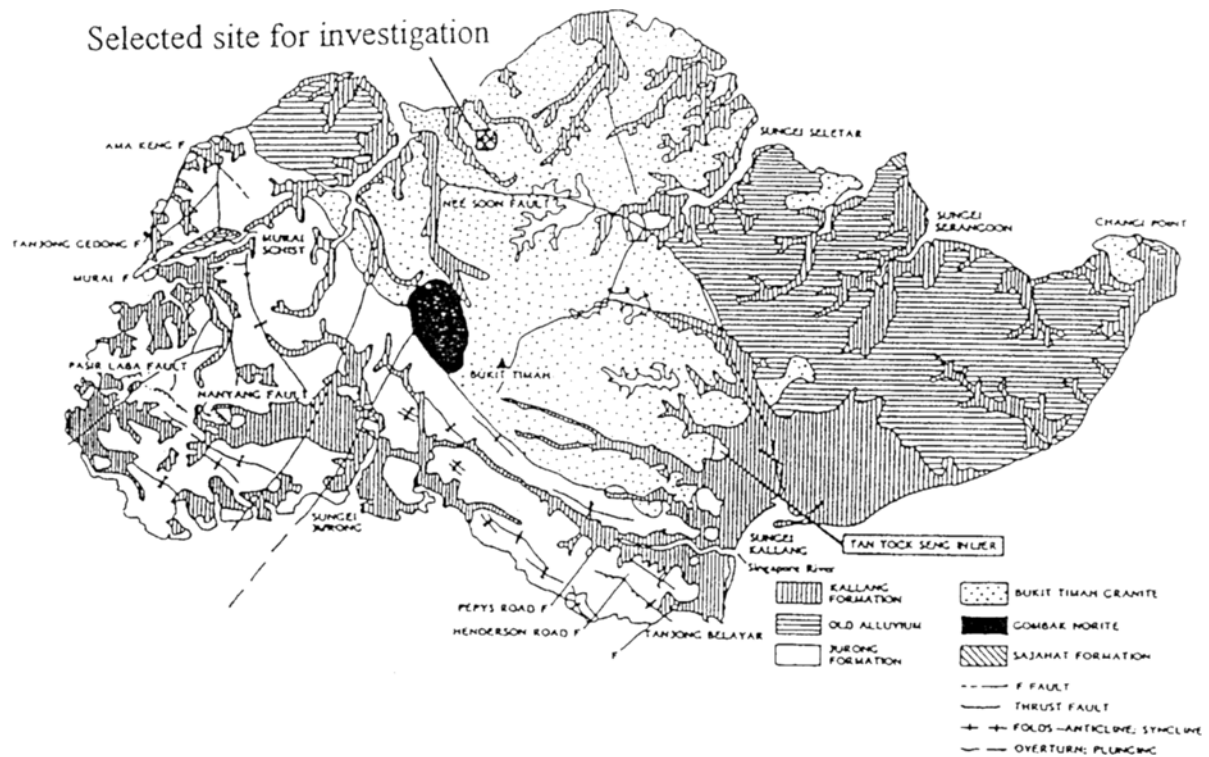 Selected site for investigation
SUNGEI SELETAR
AMA KENG F
NEE SOON FAULT
SUNGEI
SERANGOON
CHANGI POINT
TANJONG GEDONG F
MURAI
SCHIST
MURAI F
PASIR LABA FAULT
BUKIT TIMAH
NANYANG FAULT
SUNGEI
JURONG
SUNGEI
KALLANG
TAN TOCK SENG INLIER
Singapore River
PEPYS ROAD F
HENDERSON ROAD F
TANJONG BELAYAR
F
KALLANG
FORMATION
OLD ALLUVIUM
JURONG
FORMATION
BUKIT TIMAH GRANITE
GOMBAK NORITE
SAJAHAT FORMATION
F FAULT
THRUST FAULT
FOLDS—ANTICLINE; SYNCLINE
OVERTURN; PLUNGING